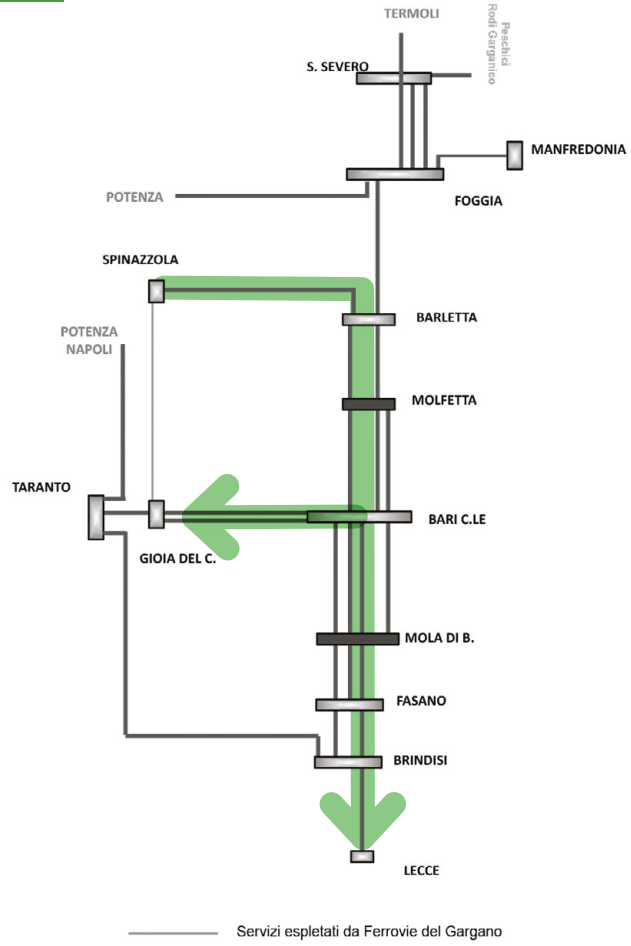 TERMOLI
Peschici
Rodi Garganico
S. SEVERO
MANFREDONIA
POTENZA
FOGGIA
SPINAZZOLA
BARLETTA
POTENZA
NAPOLI
MOLFETTA
TARANTO
BARI C.LE
GIOIA DEL C.
MOLA DI B.
FASANO
BRINDISI
LECCE
Servizi espletati da Ferrovie del Gargano